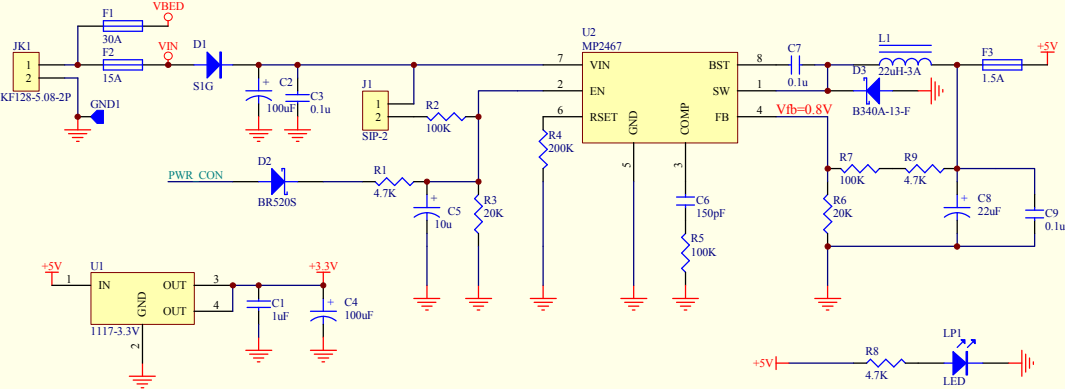 VBED
F1
30A
JK1
1
2
KF128-5.08-2P
VIN
F2
15A
GND1
D1
S1G
C2
100uF
C3
0.1u
J1
1
2
SIP-2
R2
100K
U2
MP2467
7
VIN
2
EN
6
RSET
GND
5
COMP
3
BST
8
SW
1
FB
4
C7
0.1u
L1
22uH-3A
D3
B340A-13-F
F3
1.5A
+5V
Vfb=0.8V
R4
200K
PWR_CON
D2
BR520S
R1
4.7K
C5
10u
R3
20K
C6
150pF
R5
100K
R7
100K
R9
4.7K
R6
20K
C8
22uF
C9
0.1u
+5V
1
U1
IN
OUT
3
OUT
4
GND
2
1117-3.3V
+3.3V
C1
1uF
C4
100uF
+5V
R8
4.7K
LP1
LED